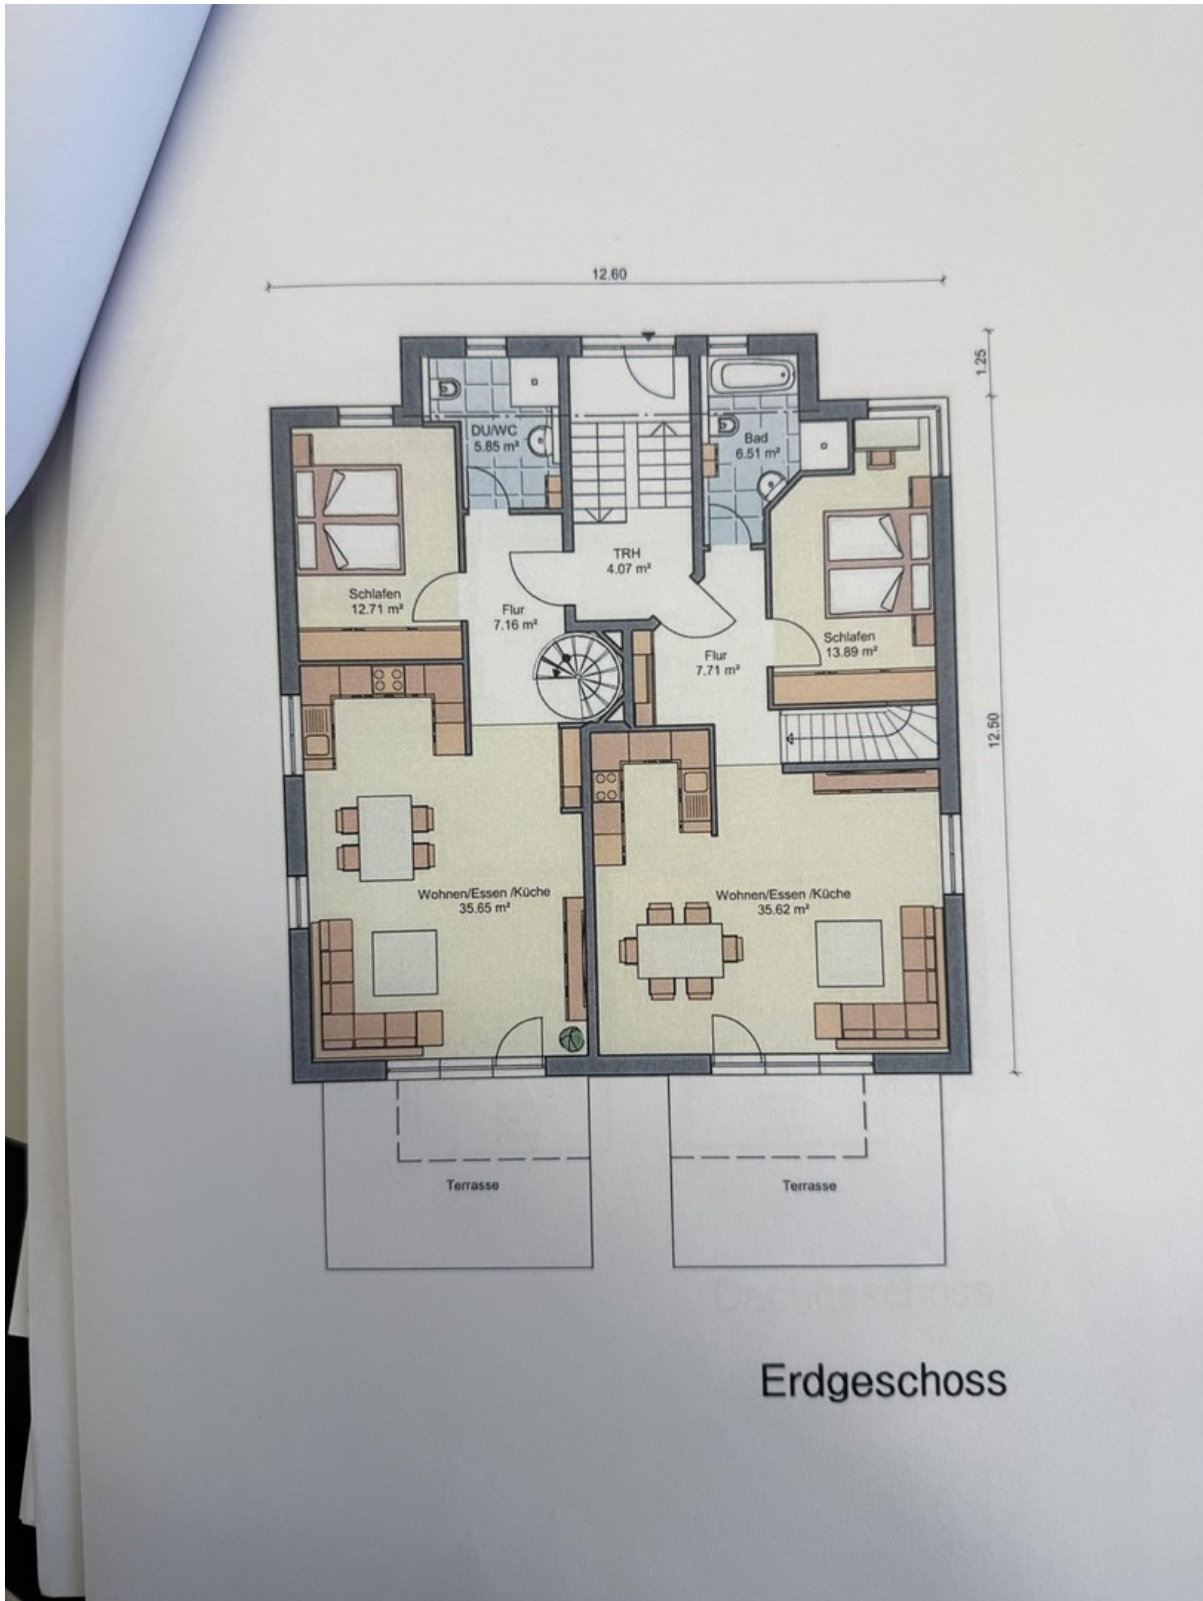 12.60
1.25
DU/WC
5.85 m²
Bad
6.51 m²
TRH
4.07 m²
Schlafen
12.71 m²
Flur
7.16 m²
Schlafen
13.89 m²
Flur
7.71 m²
12.50
Wohnen/Essen /Küche
35.65 m²
Wohnen/Essen /Küche
35.62 m²
Terrasse
Terrasse
Erdgeschoss